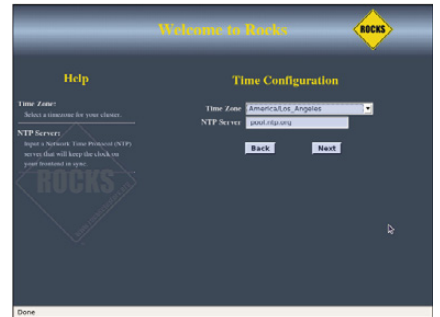 Welcome to Rocks
ROCKS
Help
Time Zone:
Select a timezone for your cluster.
NTP Server:
Input a Network Time Protocol (NTP)
server that will keep the clock on
your frontend in sync.
ROCKS
Time Configuration
Time Zone America/Los_Angeles
NTP Server pool.ntp.org
Back Next
Done